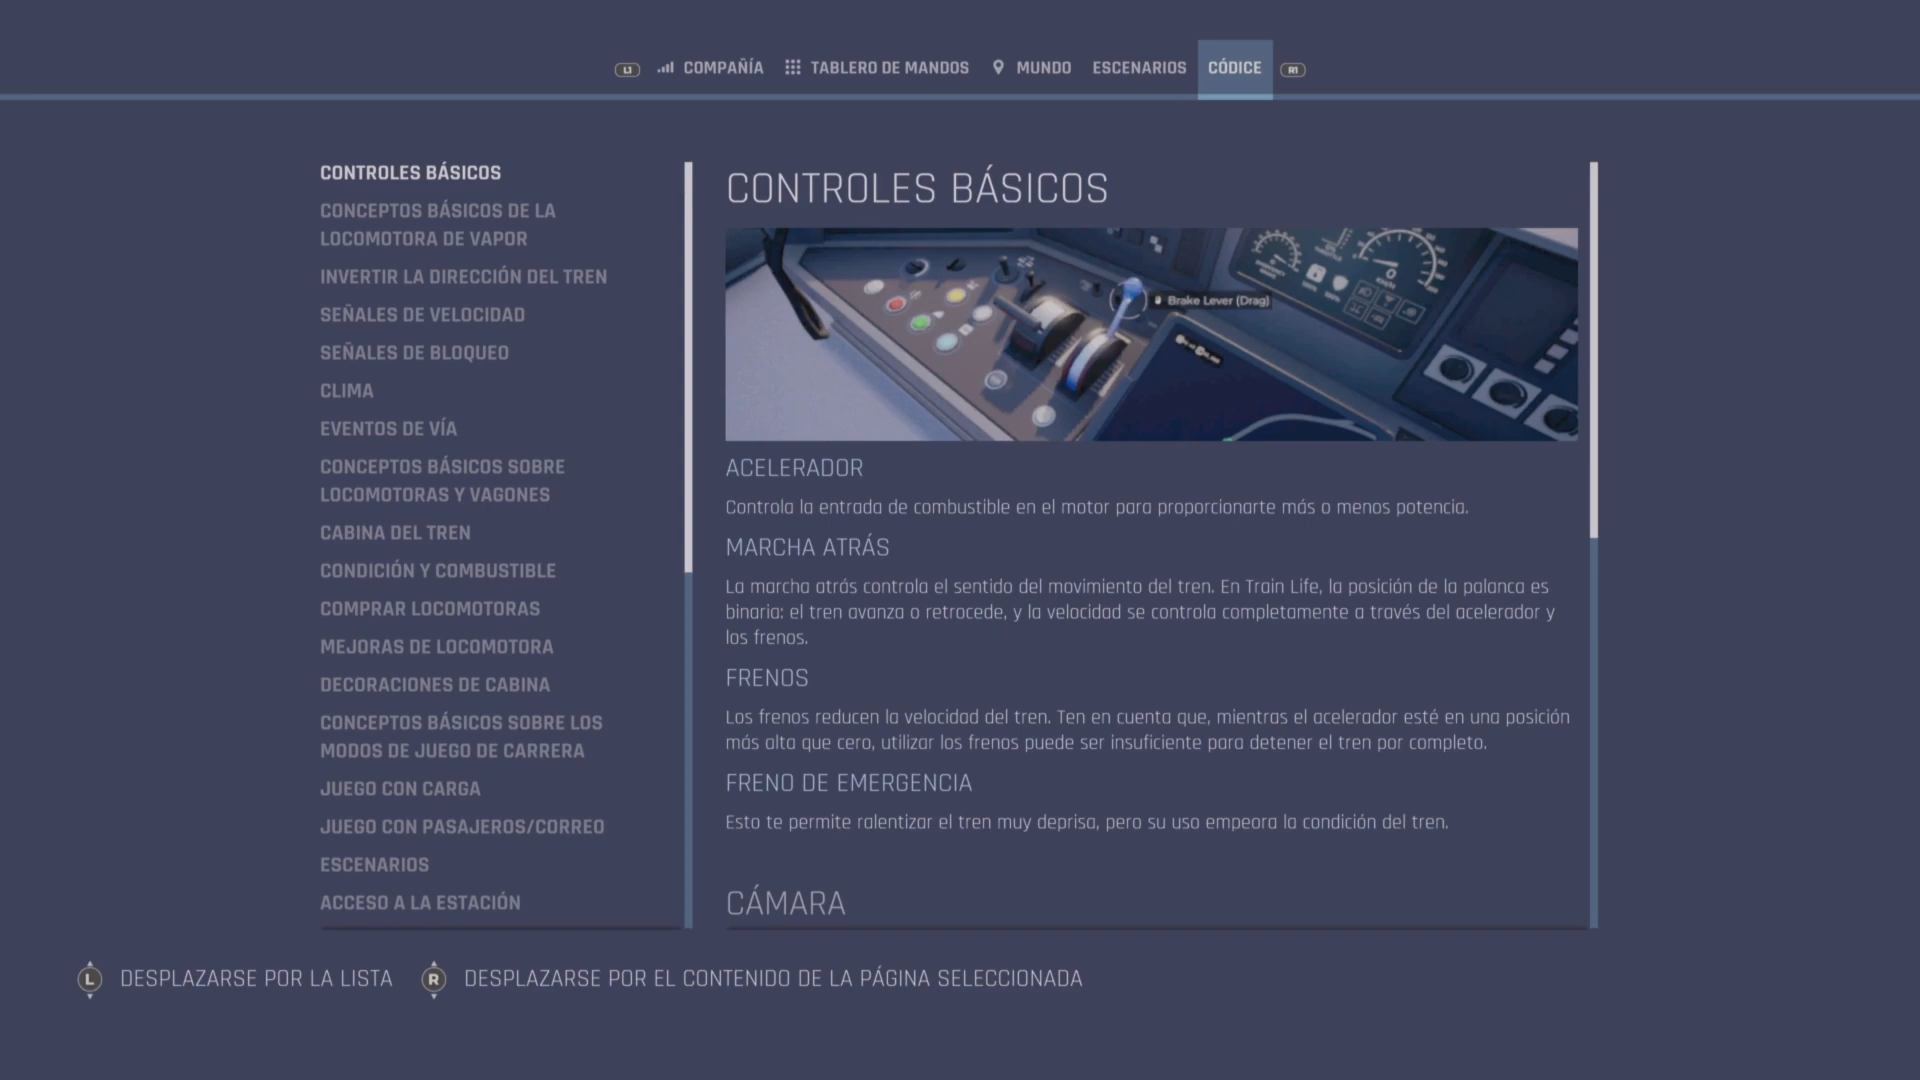 L1 COMPAÑÍA TABLERO DE MANDOS MUNDO ESCENARIOS CÓDICE R1
CONTROLES BÁSICOS
CONCEPTOS BÁSICOS DE LA
LOCOMOTORA DE VAPOR
INVERTIR LA DIRECCIÓN DEL TREN
SEÑALES DE VELOCIDAD
SEÑALES DE BLOQUEO
CLIMA
EVENTOS DE VÍA
CONCEPTOS BÁSICOS SOBRE
LOCOMOTORAS Y VAGONES
CABINA DEL TREN
CONDICIÓN Y COMBUSTIBLE
COMPRAR LOCOMOTORAS
MEJORAS DE LOCOMOTORA
DECORACIONES DE CABINA
CONCEPTOS BÁSICOS SOBRE LOS
MODOS DE JUEGO DE CARRERA
JUEGO CON CARGA
JUEGO CON PASAJEROS/CORREO
ESCENARIOS
ACCESO A LA ESTACIÓN
CONTROLES BÁSICOS
Brake Lever (Drag)
ACELERADOR
Controla la entrada de combustible en el motor para proporcionarte más o menos potencia.
MARCHA ATRÁS
La marcha atrás controla el sentido del movimiento del tren. En Train Life, la posición de la palanca es
binaria: el tren avanza o retrocede, y la velocidad se controla completamente a través del acelerador y
los frenos.
FRENOS
Los frenos reducen la velocidad del tren. Ten en cuenta que, mientras el acelerador esté en una posición
más alta que cero, utilizar los frenos puede ser insuficiente para detener el tren por completo.
FRENO DE EMERGENCIA
Esto te permite ralentizar el tren muy deprisa, pero su uso empeora la condición del tren.
CÁMARA
L DESPLAZARSE POR LA LISTA R DESPLAZARSE POR EL CONTENIDO DE LA PÁGINA SELECCIONADA